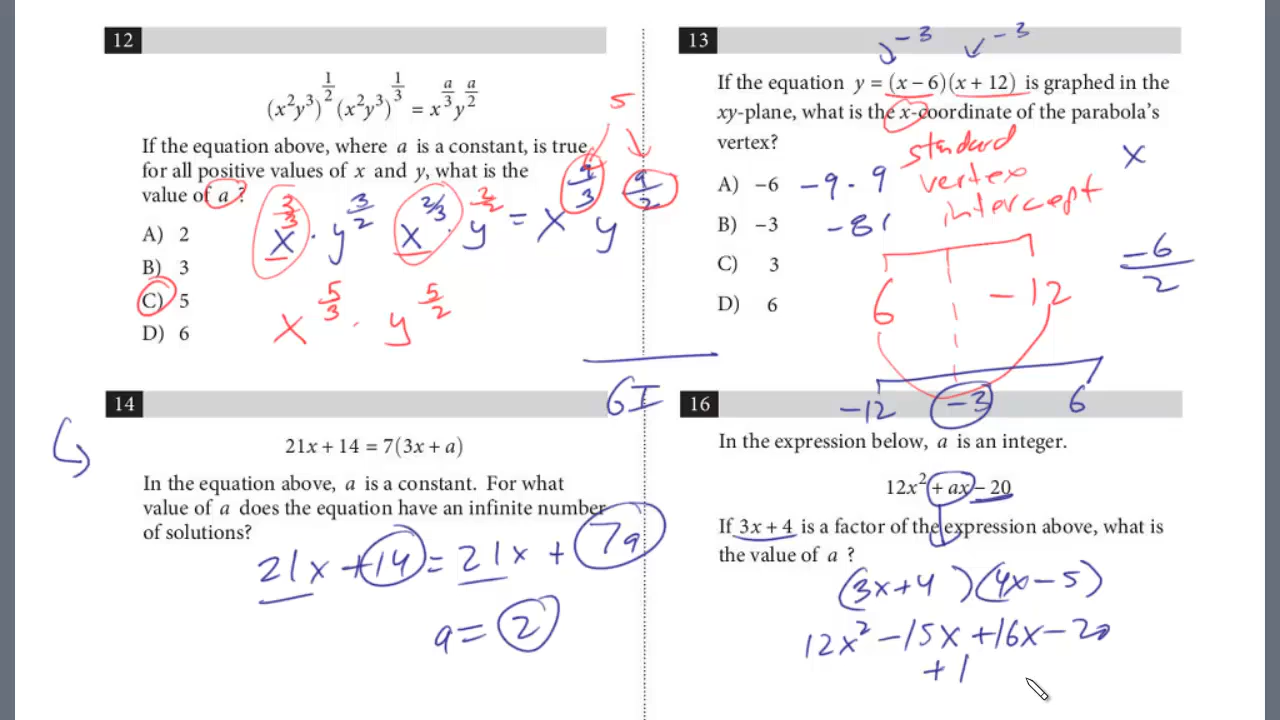 12
(x²y³)^(1/2) (x²y³)^(1/3) = x^(a/3) y^(a/2)
5
If the equation above, where a is a constant, is true
for all positive values of x and y, what is the
value of a ?
x^(3/3) · y^(3/2) x^(2/3) · y^(2/2) = x^(9/3) y^(9/2)
A) 2
B) 3
C) 5
D) 6
x^(5/3) · y^(5/2)
13
-3 -3
If the equation y = (x − 6)(x + 12) is graphed in the
xy-plane, what is the x-coordinate of the parabola's
vertex?
standard
vertex
intercept
x
A) −6
-9 · 9
B) −3
-81
C) 3
D) 6
6 -12
-6/2
-12 -3 6
6I
14
21x + 14 = 7(3x + a)
In the equation above, a is a constant. For what
value of a does the equation have an infinite number
of solutions?
21x + 14 = 21x + 7a
a = 2
16
In the expression below, a is an integer.
12x² + ax − 20
If 3x + 4 is a factor of the expression above, what is
the value of a ?
(3x+4)(4x-5)
12x² - 15x + 16x - 20
+1